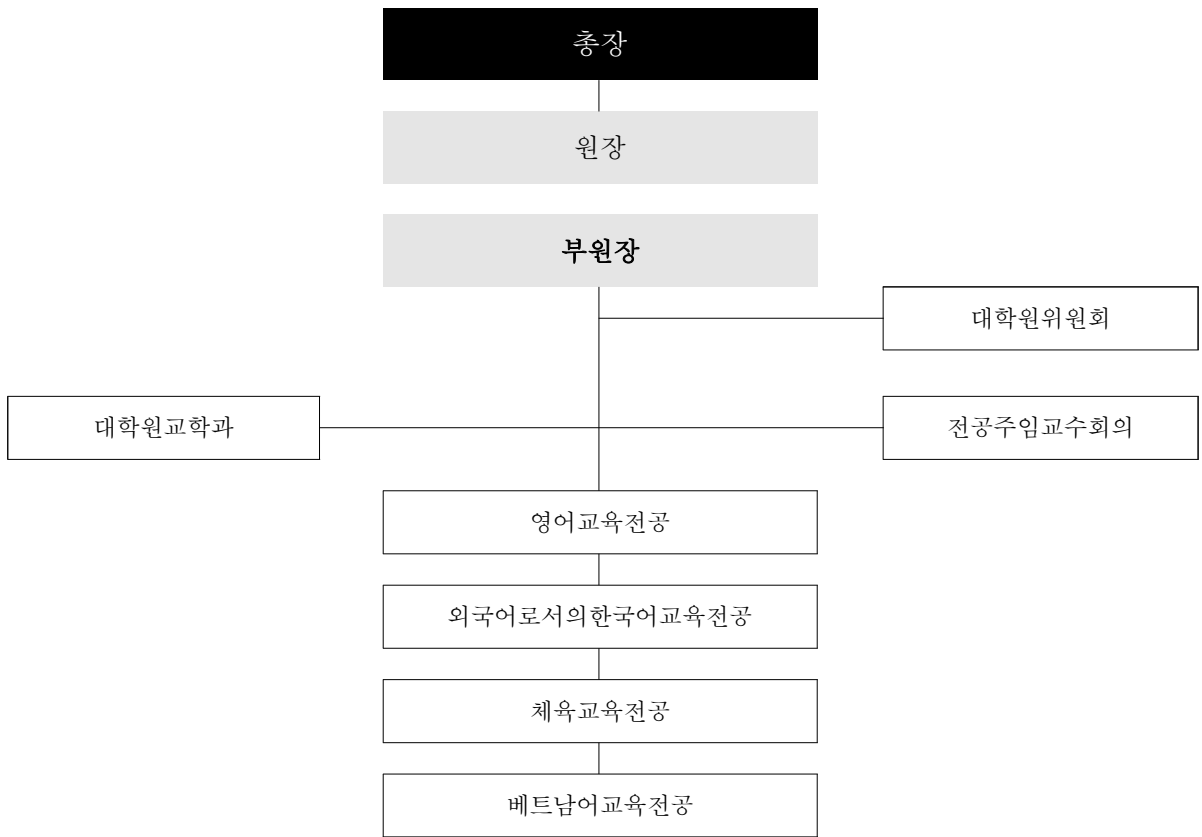 총장
원장
부원장
대학원위원회
대학원교학과
전공주임교수회의
영어교육전공
외국어로서의한국어교육전공
체육교육전공
베트남어교육전공